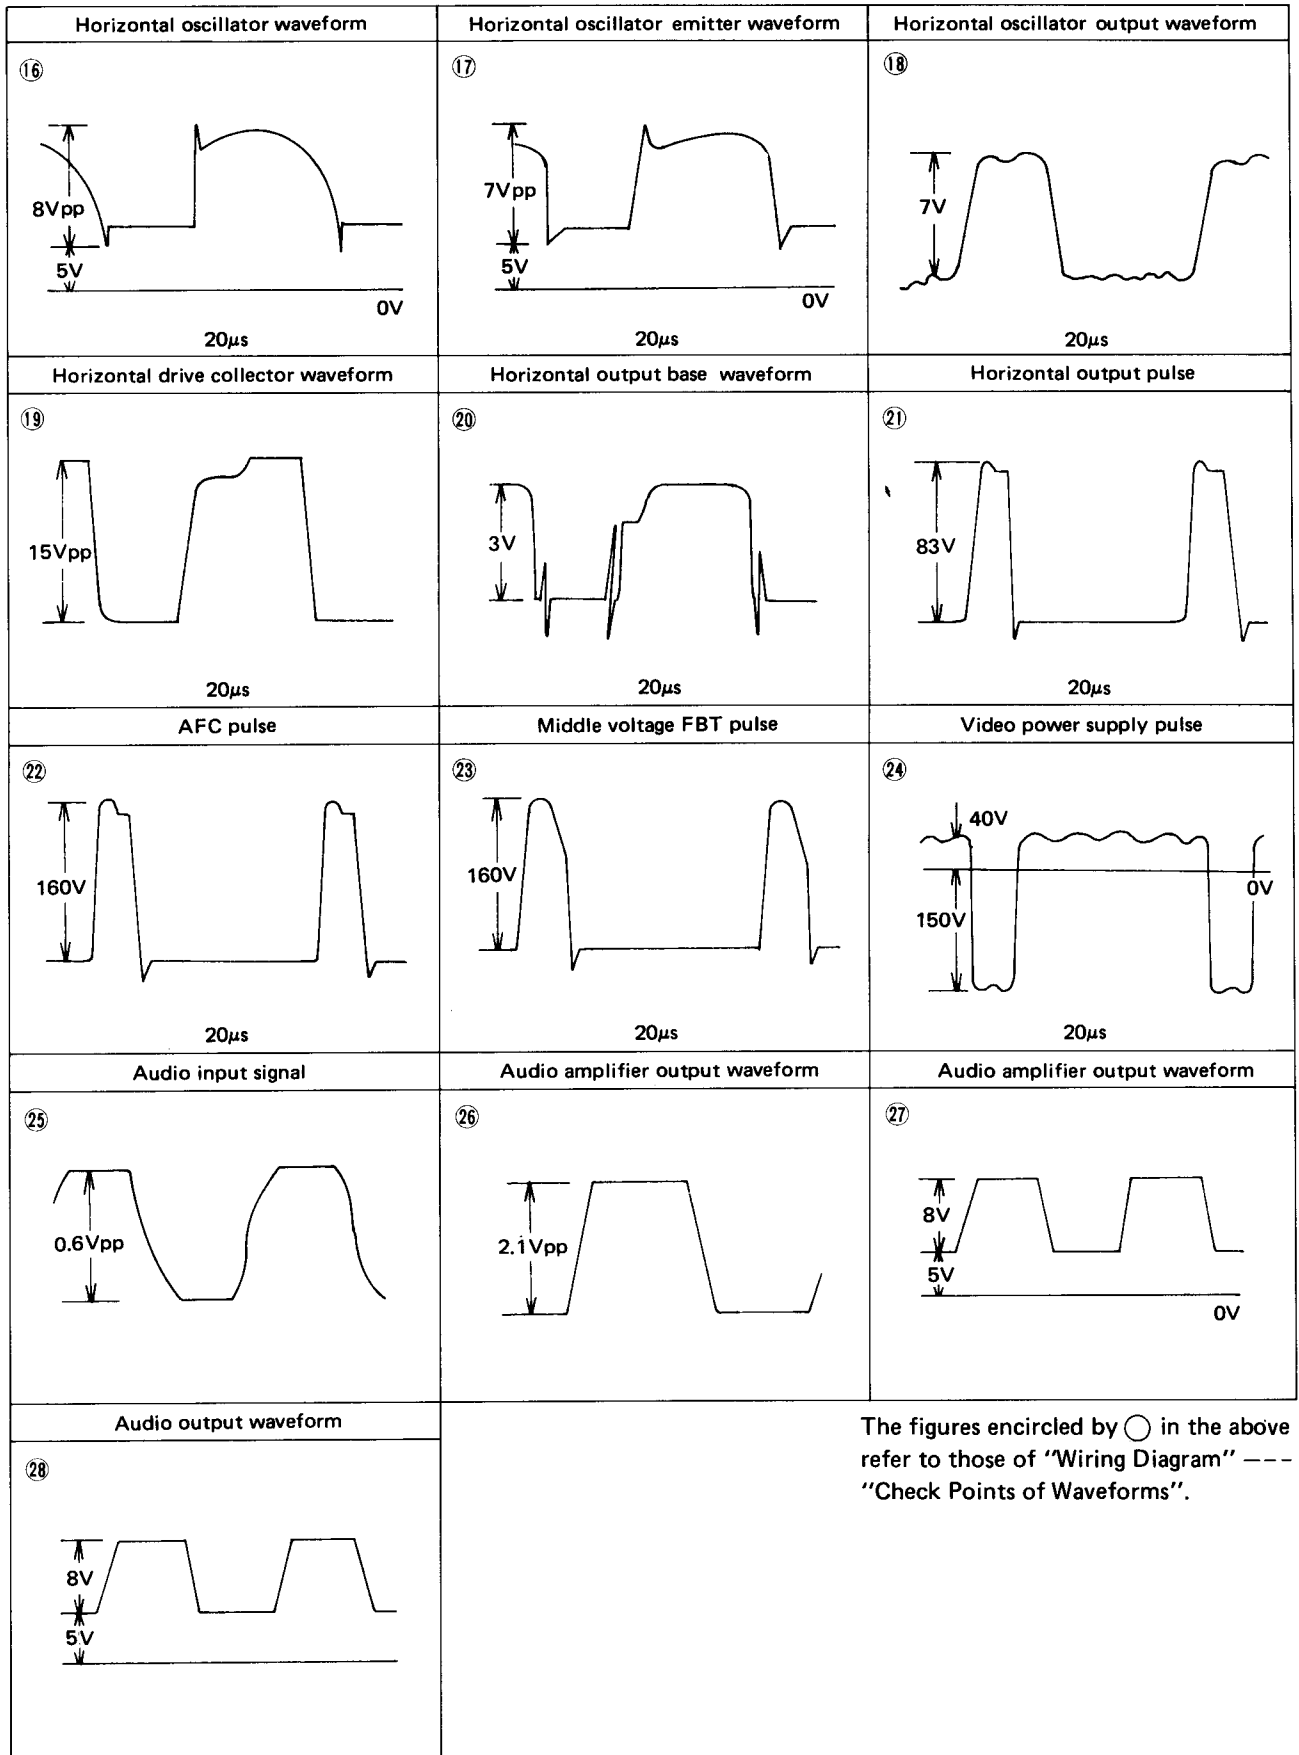 Horizontal oscillator waveform
Horizontal oscillator emitter waveform
Horizontal oscillator output waveform
⑯
8Vpp
5V
0V
20μs
⑰
7Vpp
5V
0V
20μs
⑱
7V
20μs
Horizontal drive collector waveform
Horizontal output base waveform
Horizontal output pulse
⑲
15Vpp
20μs
⑳
3V
20μs
㉑
83V
20μs
AFC pulse
Middle voltage FBT pulse
Video power supply pulse
㉒
160V
20μs
㉓
160V
20μs
㉔
40V
0V
150V
20μs
Audio input signal
Audio amplifier output waveform
Audio amplifier output waveform
㉕
0.6Vpp
㉖
2.1Vpp
㉗
8V
5V
0V
Audio output waveform
㉘
8V
5V
The figures encircled by ◯ in the above
refer to those of "Wiring Diagram" ---
"Check Points of Waveforms".